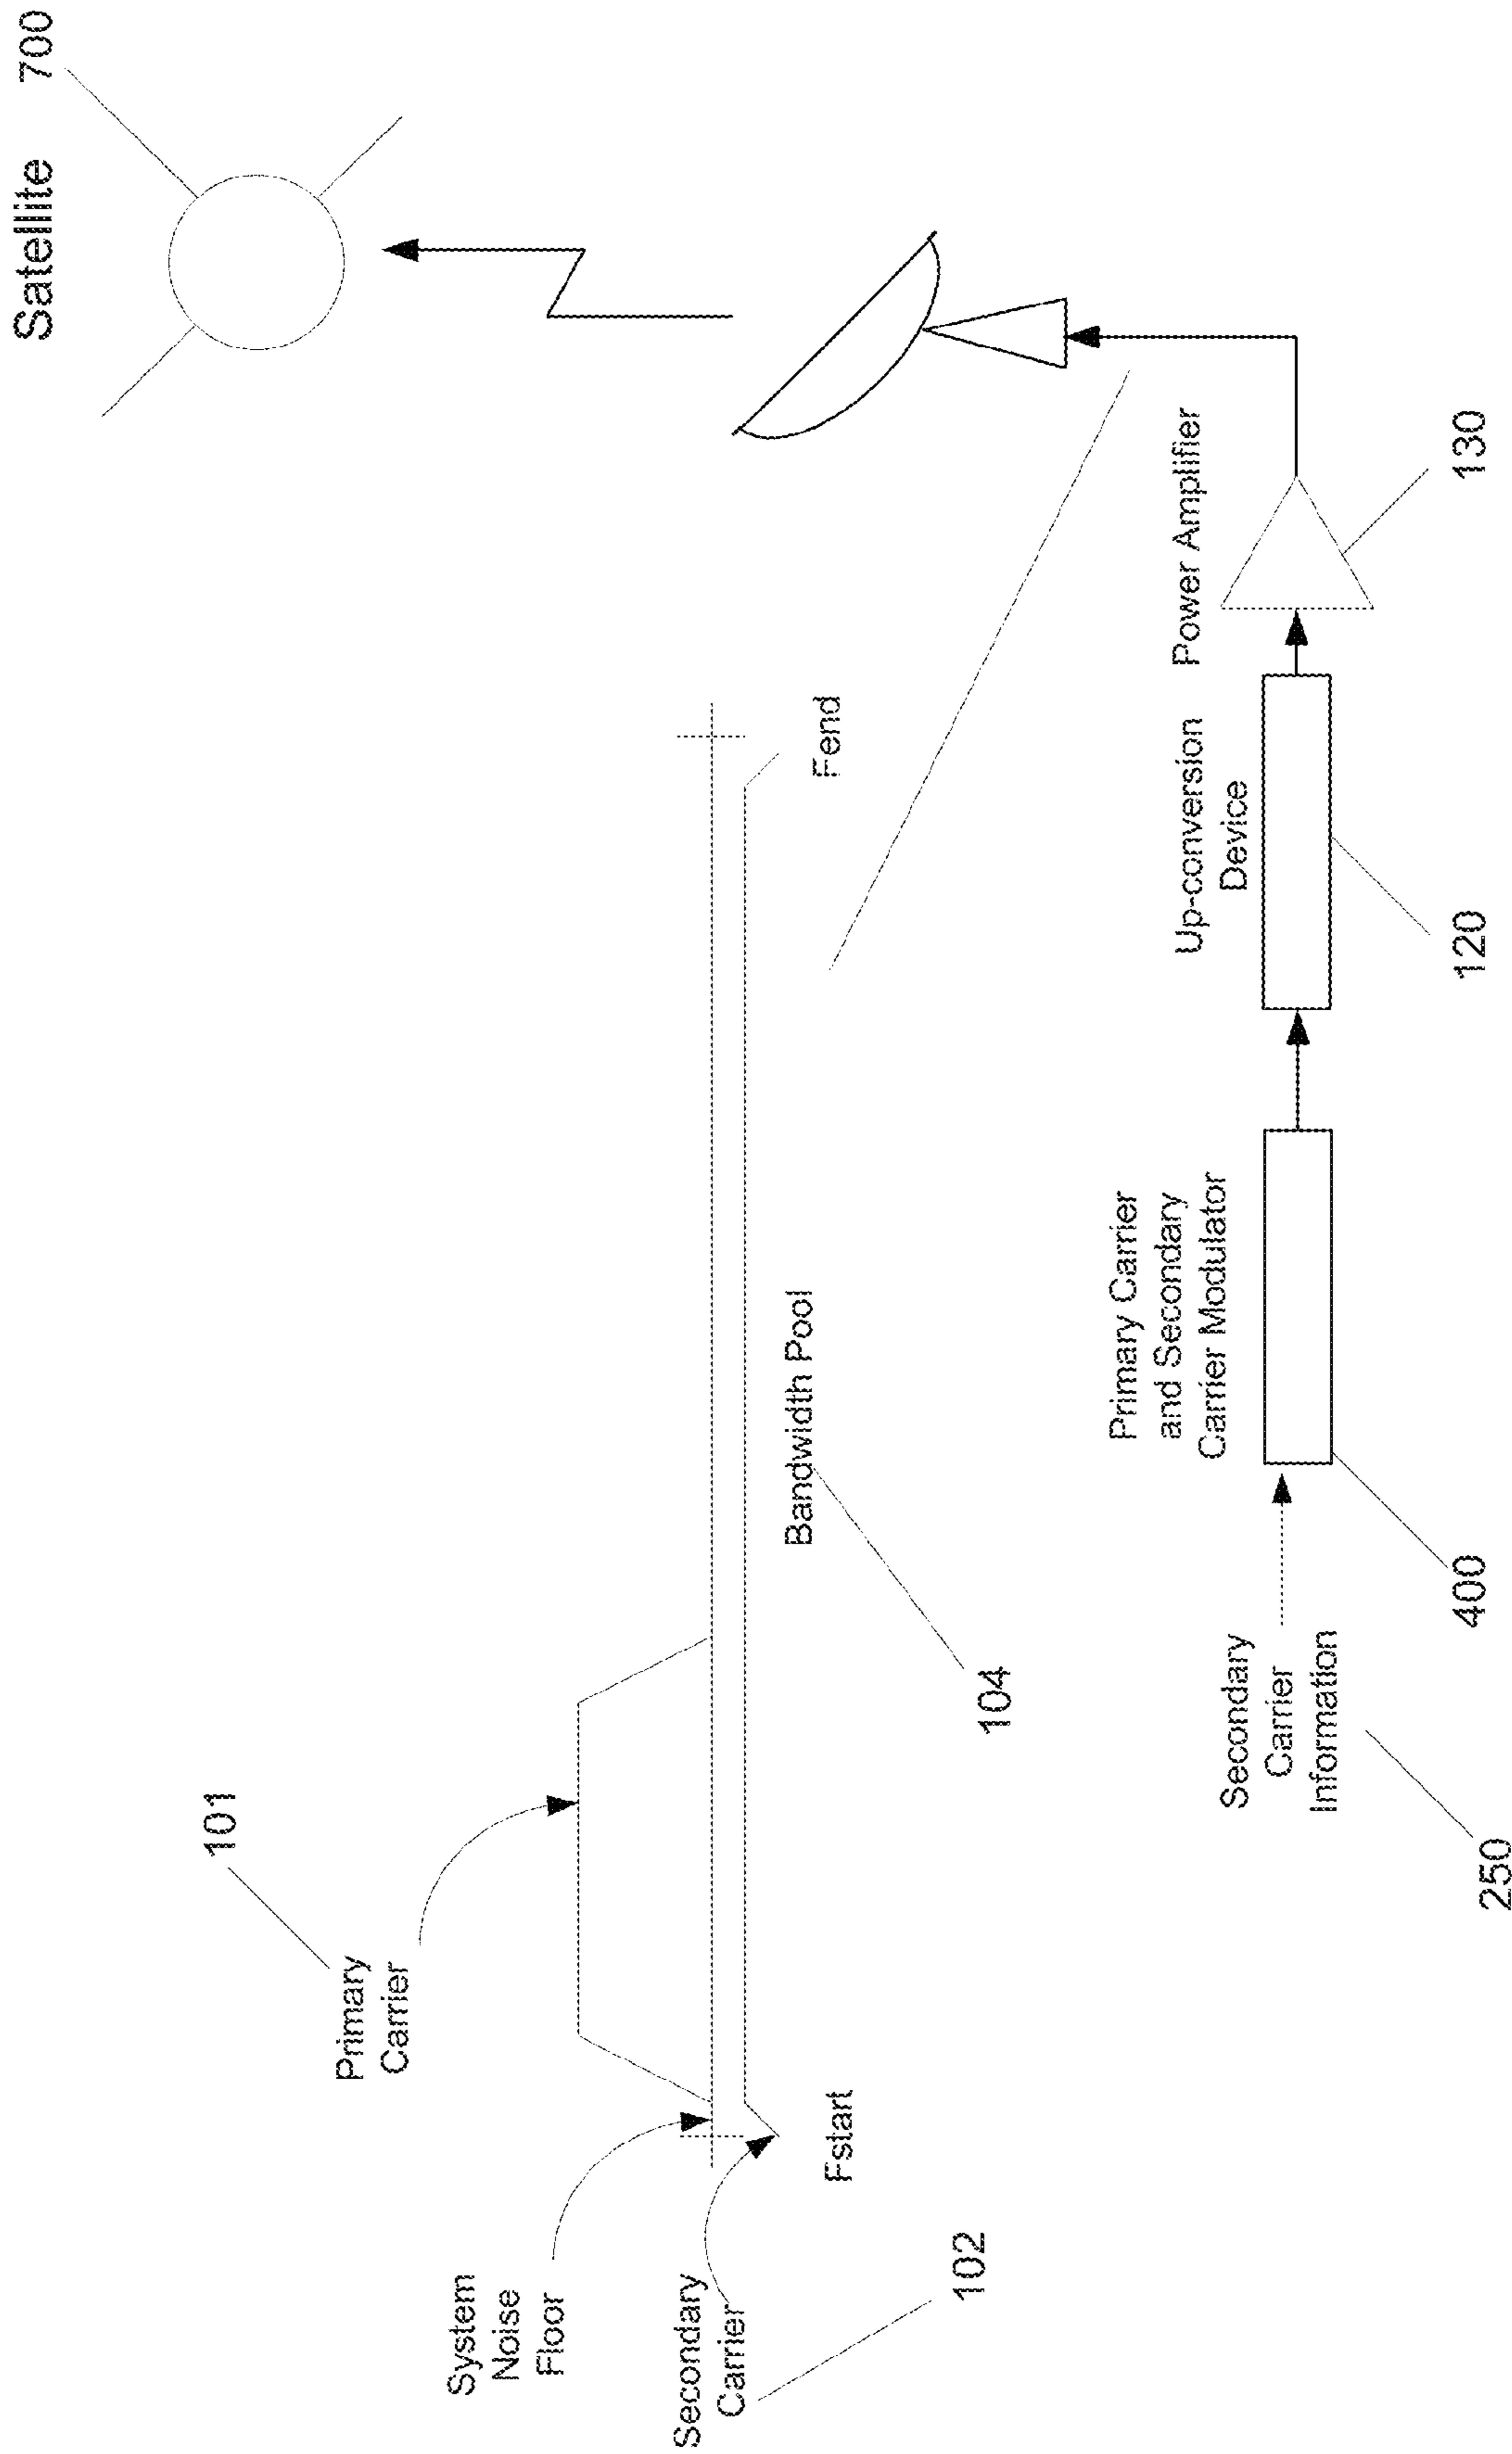 Satellite 700
101
Primary
Carrier
System
Noise
Floor
Secondary
Carrier
102
Fstart
Bandwidth Pool
104
Fend
Secondary
Carrier
Information
250
Primary Carrier
and Secondary
Carrier Modulator
400
Up-conversion
Device
120
Power Amplifier
130